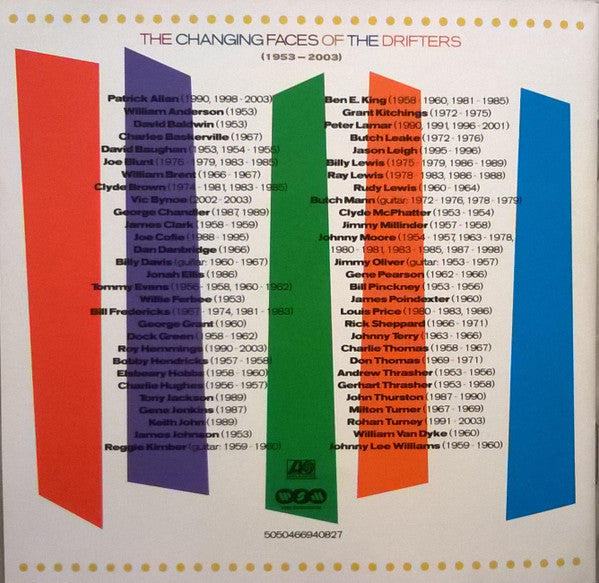 THE CHANGING FACES OF THE DRIFTERS
(1953 – 2003)
Patrick Allan (1990, 1998 - 2003)
William Anderson (1953)
David Baldwin (1953)
Charles Baskerville (1967)
David Baughan (1953, 1954 - 1955)
Joe Blunt (1976 - 1979, 1983 - 1985)
William Brent (1966 - 1967)
Clyde Brown (1974 - 1981, 1983 - 1985)
Vic Bynoe (2002 - 2003)
George Chandler (1987, 1989)
James Clark (1958 - 1959)
Joe Cofie (1988 - 1995)
Dan Danbridge (1966)
Billy Davis (guitar: 1960 - 1967)
Jonah Ellis (1986)
Tommy Evans (1956 - 1958, 1960 - 1962)
Willie Ferbee (1953)
Bill Fredericks (1967 - 1974, 1981 - 1983)
George Grant (1960)
Dock Green (1958 - 1962)
Roy Hemmings (1990 - 2003)
Bobby Hendricks (1957 - 1958)
Elsbeary Hobbs (1958 - 1960)
Charlie Hughes (1956 - 1957)
Tony Jackson (1989)
Gene Jenkins (1987)
Keith John (1989)
James Johnson (1953)
Reggie Kimber (guitar: 1959 - 1960)
Ben E. King (1958 - 1960, 1981 - 1985)
Grant Kitchings (1972 - 1975)
Peter Lamar (1990, 1991, 1996 - 2001)
Butch Leake (1972 - 1976)
Jason Leigh (1995 - 1996)
Billy Lewis (1975 - 1979, 1986 - 1989)
Ray Lewis (1978 - 1983, 1986 - 1988)
Rudy Lewis (1960 - 1964)
Butch Mann (guitar: 1972 - 1976, 1978 - 1979)
Clyde McPhatter (1953 - 1954)
Jimmy Millinder (1957 - 1958)
Johnny Moore (1954 - 1957, 1963 - 1978,
1980 - 1981, 1983 - 1985, 1987 - 1998)
Jimmy Oliver (guitar: 1953 - 1957)
Gene Pearson (1962 - 1966)
Bill Pinckney (1953 - 1956)
James Poindexter (1960)
Louis Price (1980 - 1983, 1986)
Rick Sheppard (1966 - 1971)
Johnny Terry (1963 - 1966)
Charlie Thomas (1958 - 1967)
Don Thomas (1969 - 1971)
Andrew Thrasher (1953 - 1956)
Gerhart Thrasher (1953 - 1958)
John Thurston (1987 - 1990)
Milton Turner (1967 - 1969)
Rohan Turney (1991 - 2003)
William Van Dyke (1960)
Johnny Lee Williams (1959 - 1960)
WSM
5050466940827